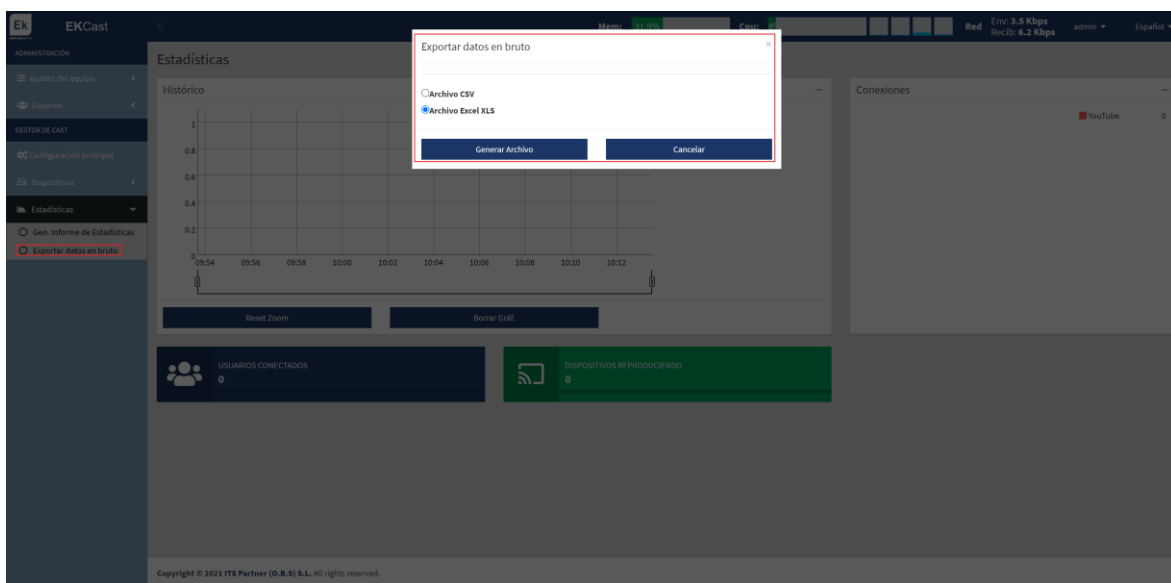 Ek
EKCast
Mem:
31.9%
Cpu:
Red
Env: 3.5 Kbps
Recib: 6.2 Kbps
admin
Español
ADMINISTRACIÓN
Ajustes del equipo
Usuarios
GESTOR DE CAST
Configuración principal
Dispositivos
Estadísticas
Gen. Informe de Estadísticas
Exportar datos en bruto
Estadísticas
Histórico
1
0.8
0.6
0.4
0.2
0
09:54 09:56 09:58 10:00 10:02 10:04 10:06 10:08 10:10 10:12
Reset Zoom
Borrar Gráf.
Exportar datos en bruto
×
Archivo CSV
Archivo Excel XLS
Generar Archivo
Cancelar
Conexiones
YouTube 0
USUARIOS CONECTADOS
0
DISPOSITIVOS REPRODUCIENDO
0
Copyright © 2021 ITS Partner (O.B.S) S.L. All rights reserved.